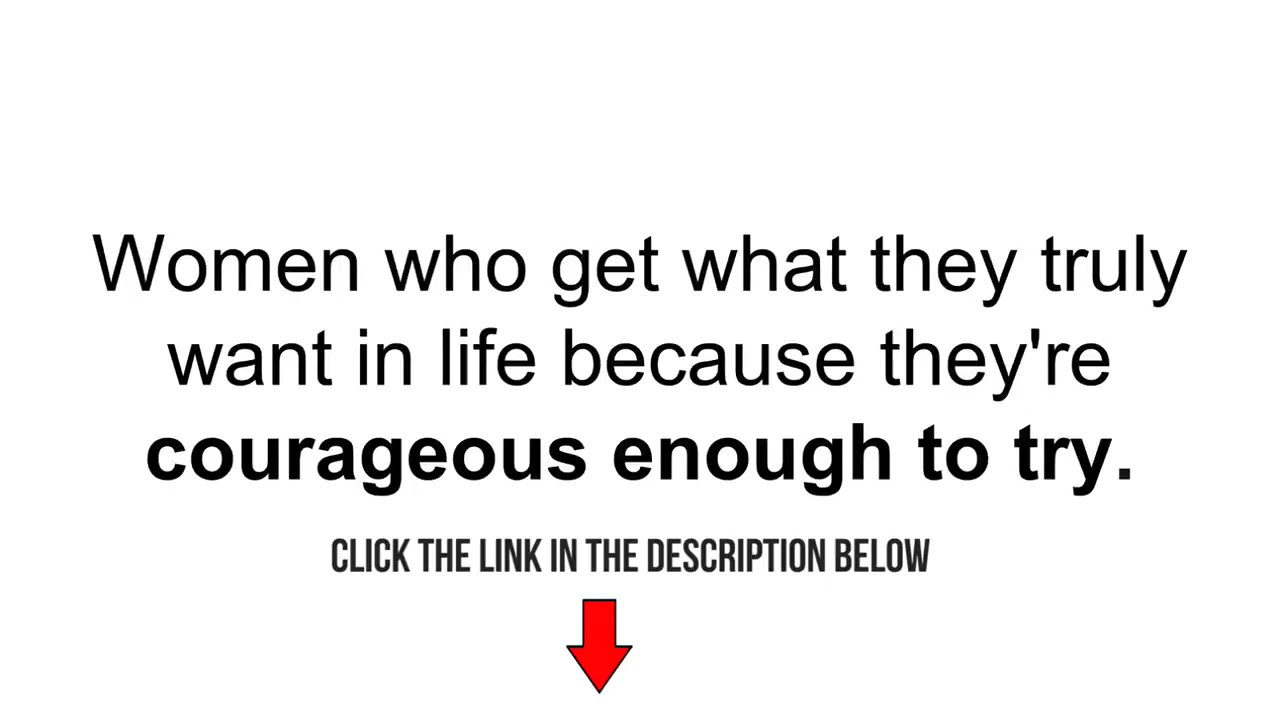 Women who get what they truly
want in life because they're
courageous enough to try.
CLICK THE LINK IN THE DESCRIPTION BELOW